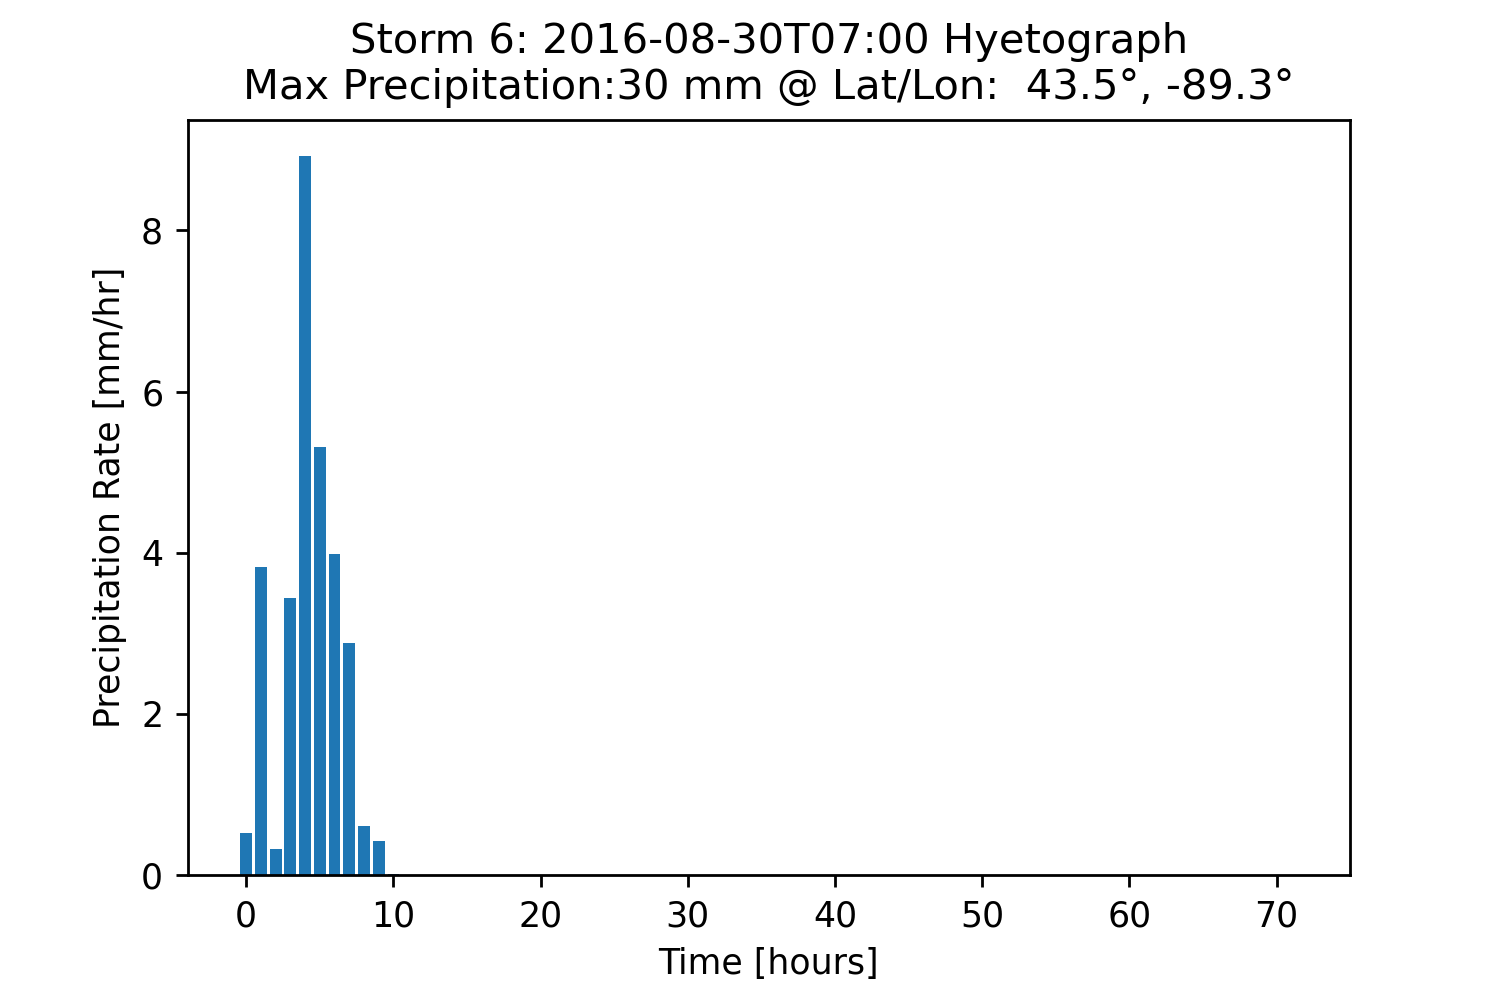 Storm 6: 2016-08-30T07:00 Hyetograph
Max Precipitation:30 mm @ Lat/Lon:  43.5°, -89.3°
Precipitation Rate [mm/hr]
8
6
4
2
0
0 10 20 30 40 50 60 70
Time [hours]